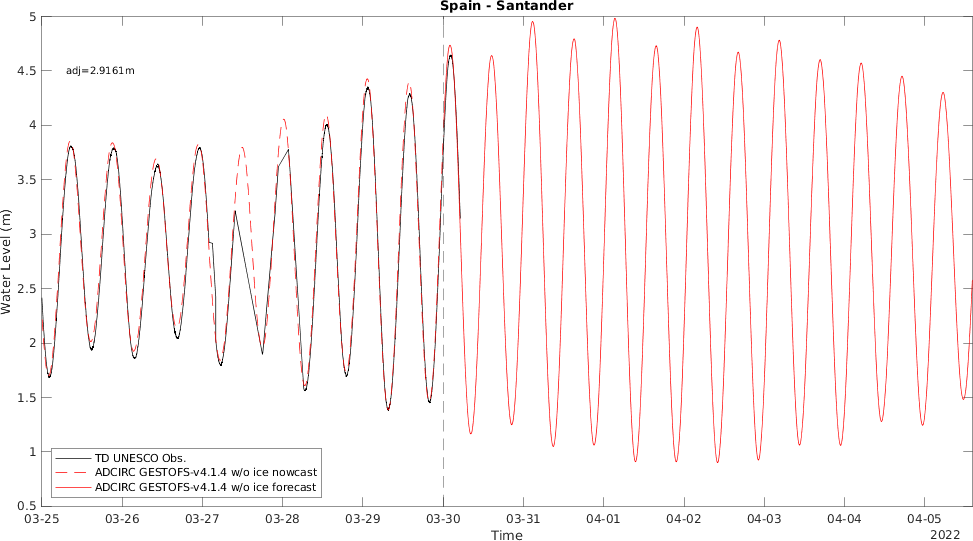 Spain - Santander
5
4.5
4
3.5
3
2.5
2
1.5
1
0.5
Water Level (m)
adj=2.9161m
TD UNESCO Obs.
ADCIRC GESTOFS-v4.1.4 w/o ice nowcast
ADCIRC GESTOFS-v4.1.4 w/o ice forecast
03-25 03-26 03-27 03-28 03-29 03-30 03-31 04-01 04-02 04-03 04-04 04-05
Time
2022